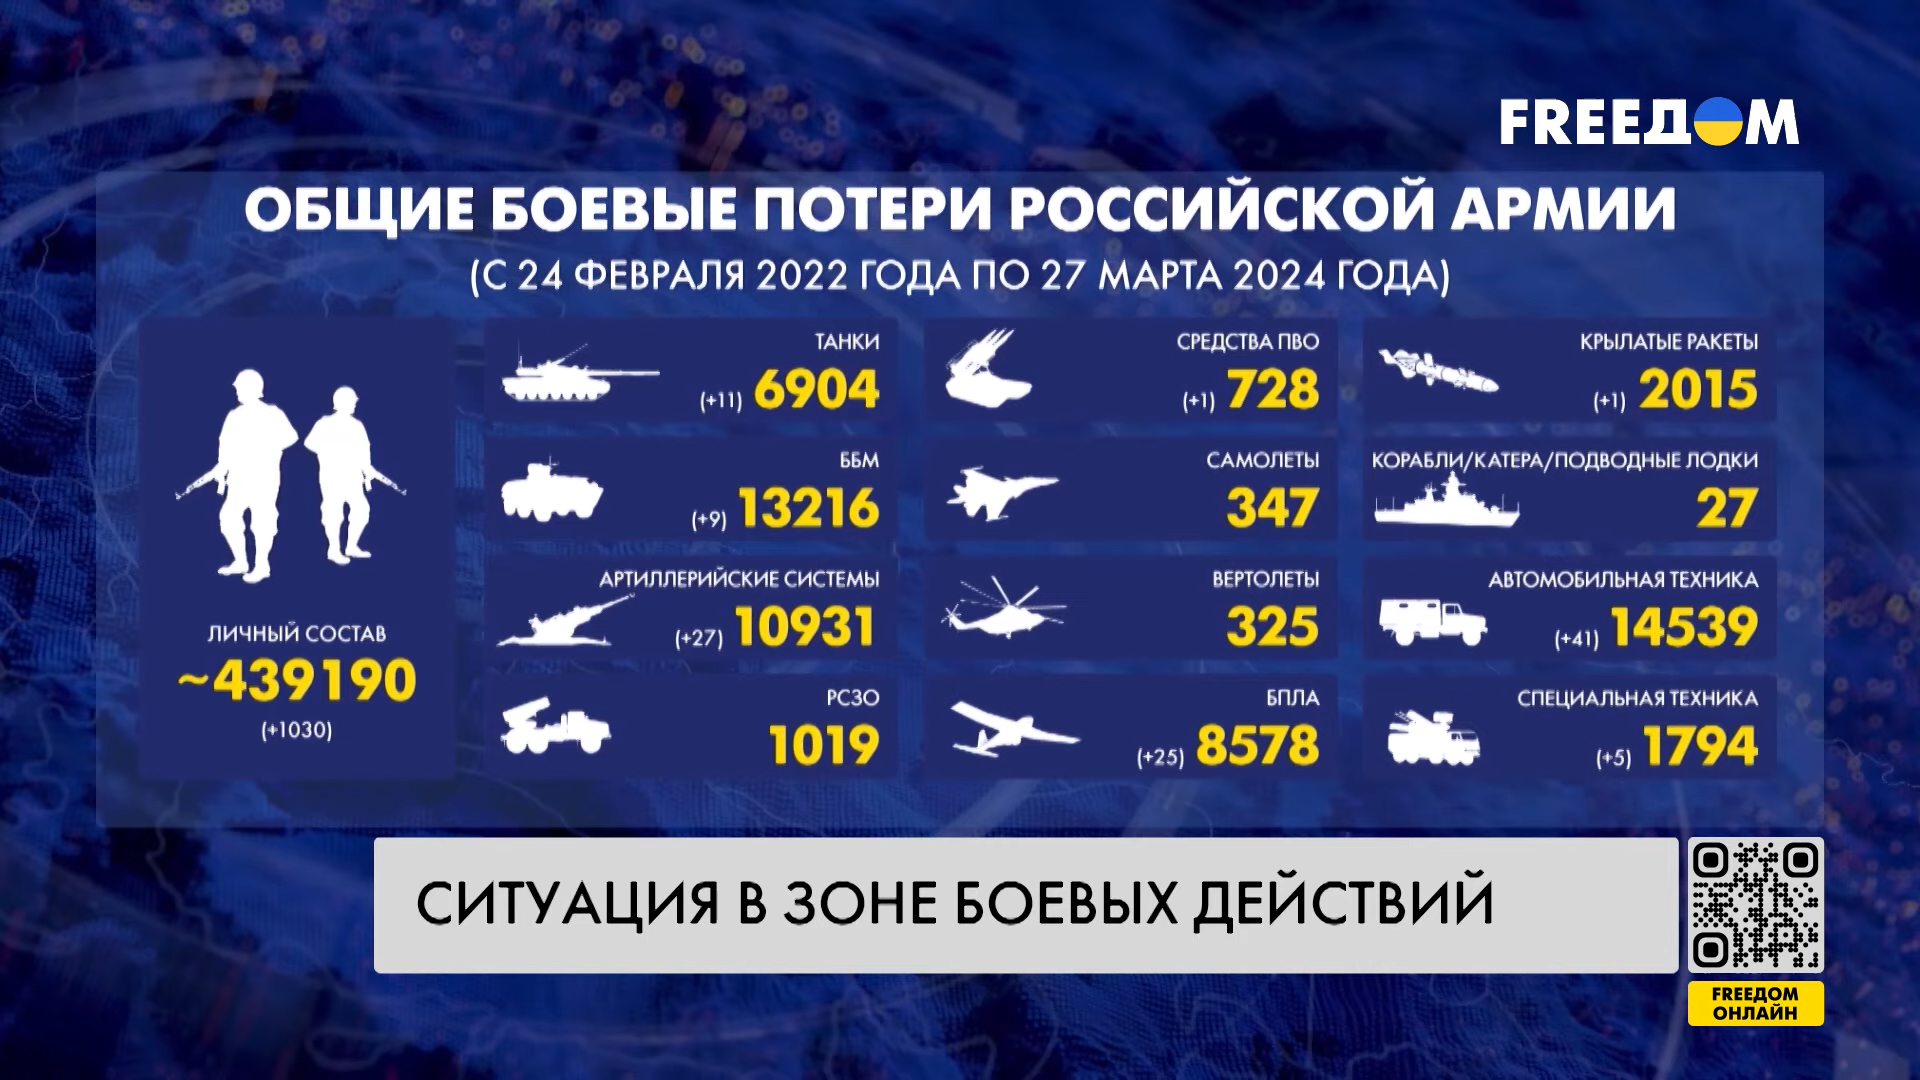 FREEДOM
ОБЩИЕ БОЕВЫЕ ПОТЕРИ РОССИЙСКОЙ АРМИИ
(С 24 ФЕВРАЛЯ 2022 ГОДА ПО 27 МАРТА 2024 ГОДА)
ЛИЧНЫЙ СОСТАВ
~439190
(+1030)
ТАНКИ
(+11) 6904
ББМ
(+9) 13216
АРТИЛЛЕРИЙСКИЕ СИСТЕМЫ
(+27) 10931
РСЗО
1019
СРЕДСТВА ПВО
(+1) 728
САМОЛЕТЫ
347
ВЕРТОЛЕТЫ
325
БПЛА
(+25) 8578
КРЫЛАТЫЕ РАКЕТЫ
(+1) 2015
КОРАБЛИ/КАТЕРА/ПОДВОДНЫЕ ЛОДКИ
27
АВТОМОБИЛЬНАЯ ТЕХНИКА
(+41) 14539
СПЕЦИАЛЬНАЯ ТЕХНИКА
(+5) 1794
СИТУАЦИЯ В ЗОНЕ БОЕВЫХ ДЕЙСТВИЙ
FREEДOM
ОНЛАЙН